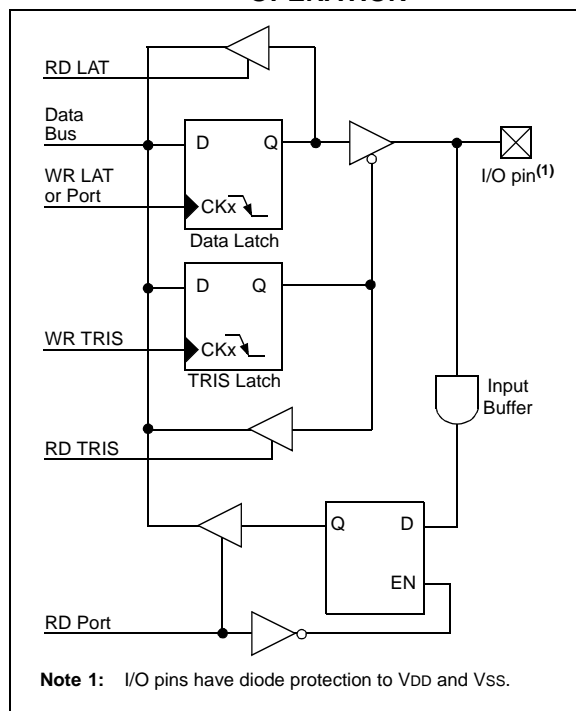 OPERATION
RD LAT
Data
Bus
D Q
WR LAT
or Port
CKx
Data Latch
I/O pin(1)
D Q
WR TRIS
CKx
TRIS Latch
Input
Buffer
RD TRIS
Q D
EN
RD Port
Note 1: I/O pins have diode protection to VDD and VSS.